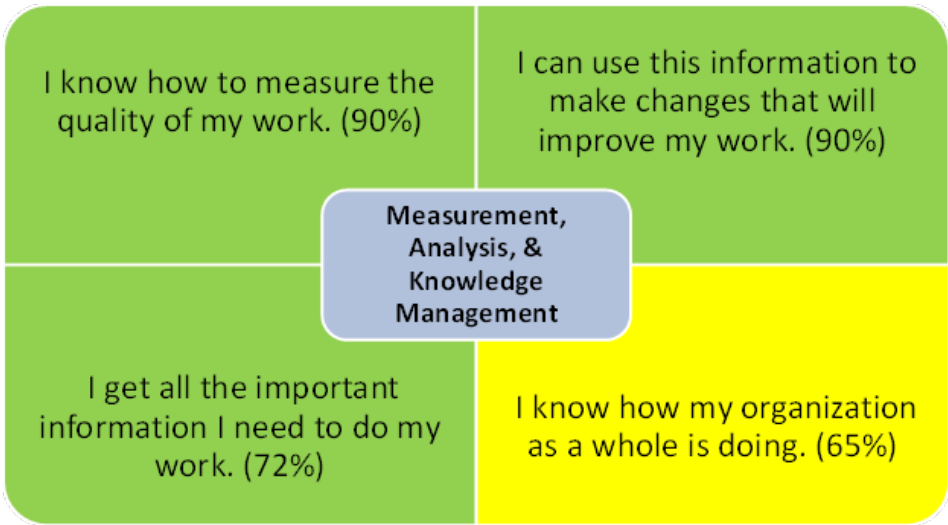 I know how to measure the
quality of my work. (90%)
I can use this information to
make changes that will
improve my work. (90%)
Measurement,
Analysis, &
Knowledge
Management
I get all the important
information I need to do my
work. (72%)
I know how my organization
as a whole is doing. (65%)